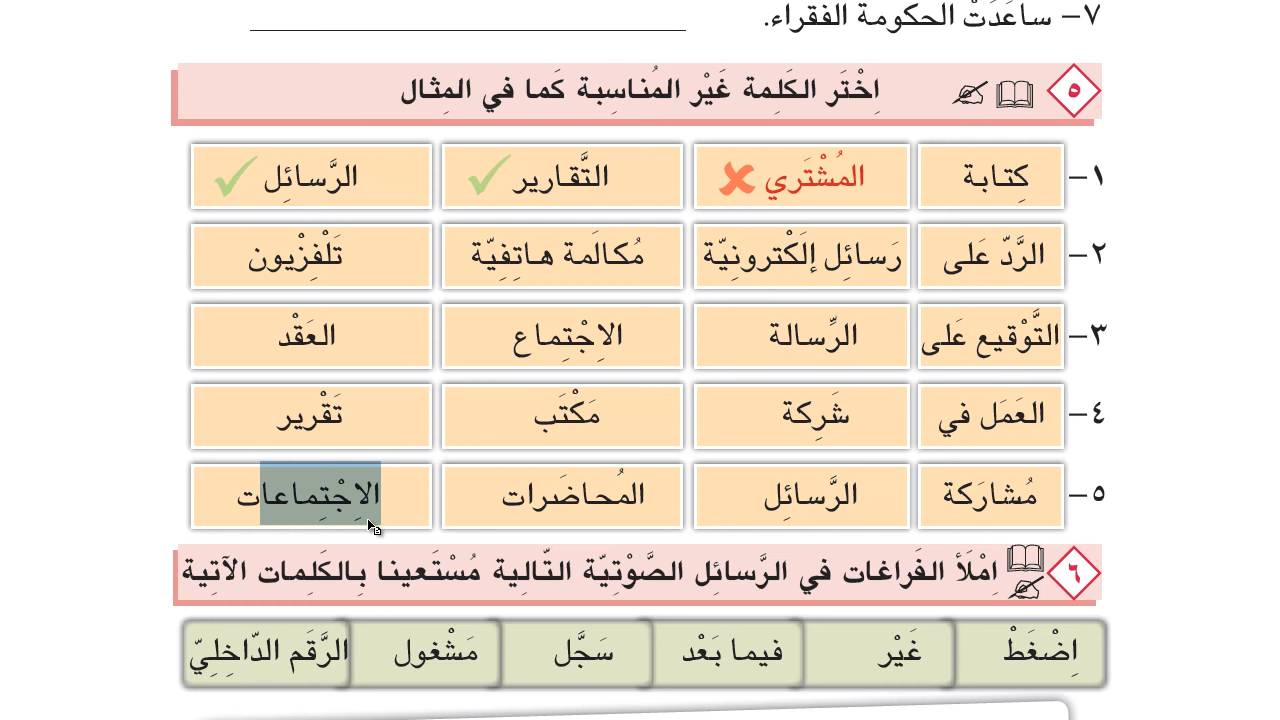 ٧– ساعَدَتْ الحكومة الفقراء. ____________________
٥ اِخْتَر الكَلِمة غَيْر المُناسِبة كَما في المِثال
١– كِتابة المُشْتَري التَّقارير الرَّسائِل
٢– الرَّدّ عَلى رَسائِل إلَكْترونِيّة مُكالَمة هاتِفِيّة تَلْفِزْيون
٣– التَّوْقيع عَلى الرِّسالة الاِجْتِماع العَقْد
٤– العَمَل في شَرِكة مَكْتَب تَقْرير
٥– مُشارَكة الرَّسائِل المُحاضَرات الاِجْتِماعات
٦ اِمْلَأ الفَراغات في الرَّسائِل الصَّوْتِيّة التّالِية مُسْتَعينا بِالكَلِمات الآتِية
اِضْغَطْ غَيْر فيما بَعْد سَجَّل مَشْغول الرَّقَم الدّاخِلِيّ